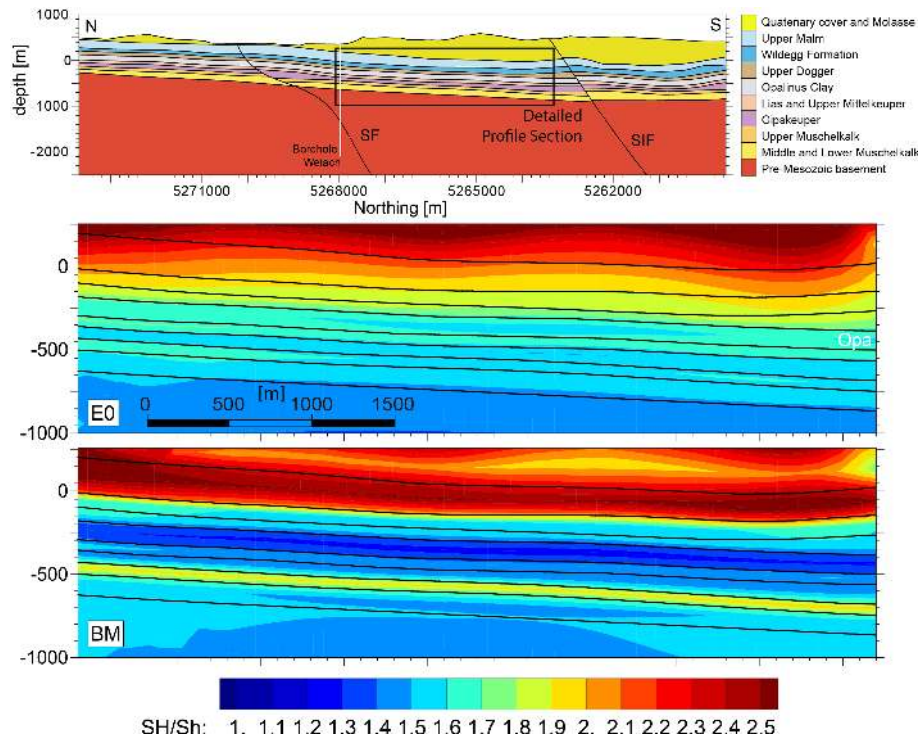 N
S
1000
0
1000
-2000
depth [m]
SF
SIF
Borehole
Weiach
Detailed
Profile Section
5271000 5268000 5265000 5262000
Northing [m]
Quaternary cover and Molasse
Upper Malm
Wildegg Formation
Upper Dogger
Opalinus Clay
Lias and Upper Mittelkeuper
Gipskeuper
Upper Muschelkalk
Middle and Lower Muschelkalk
Pre-Mesozoic basement
0
-500
-1000
Opa
E0
[m]
0 500 1000 1500
0
-500
-1000
BM
SH/Sh: 1. 1.1 1.2 1.3 1.4 1.5 1.6 1.7 1.8 1.9 2. 2.1 2.2 2.3 2.4 2.5